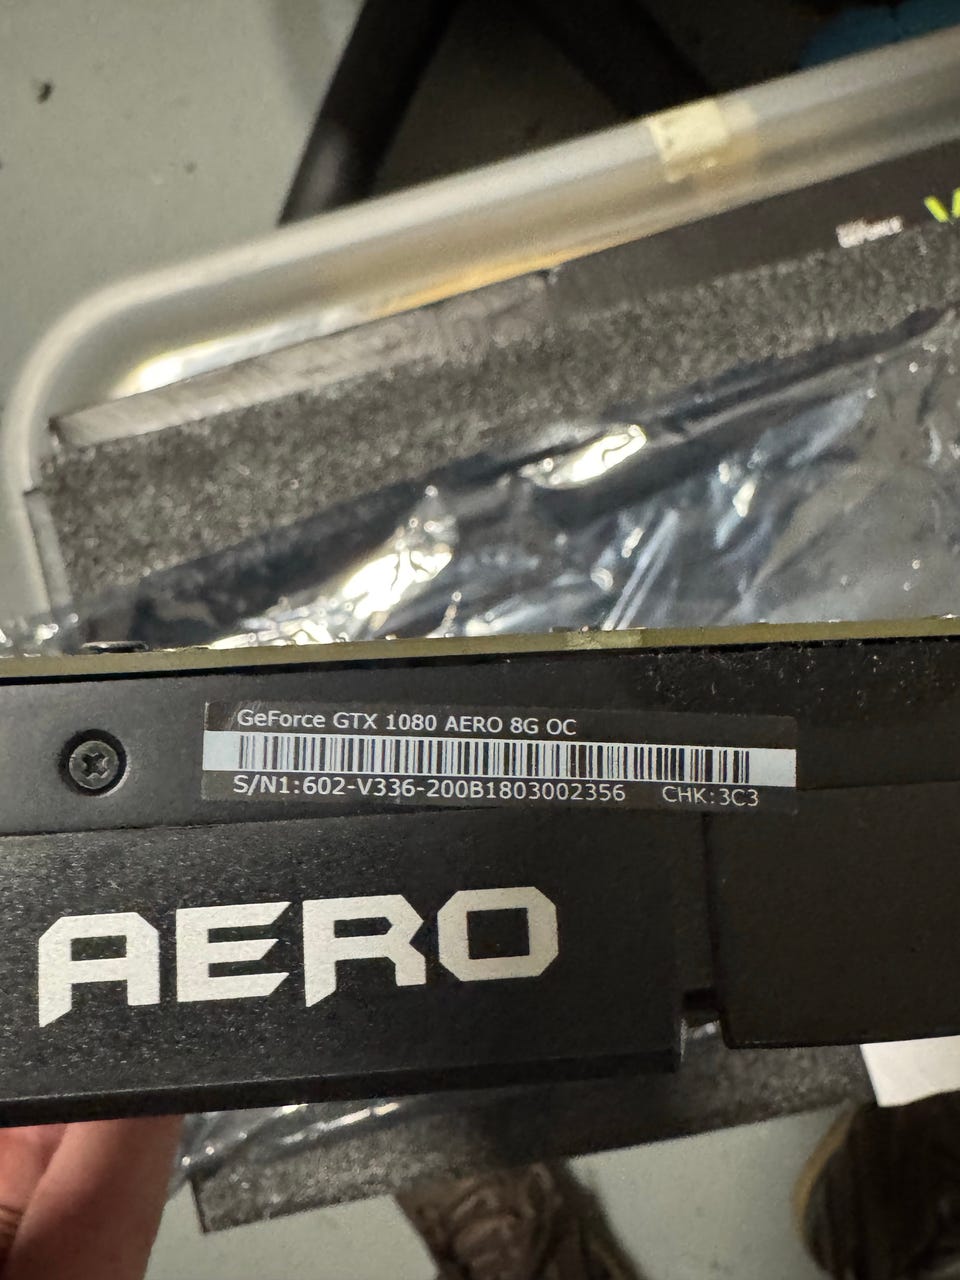 GeForce GTX 1080 AERO 8G OC
S/N1:602-V336-200B1803002356 CHK:3C3
AERO